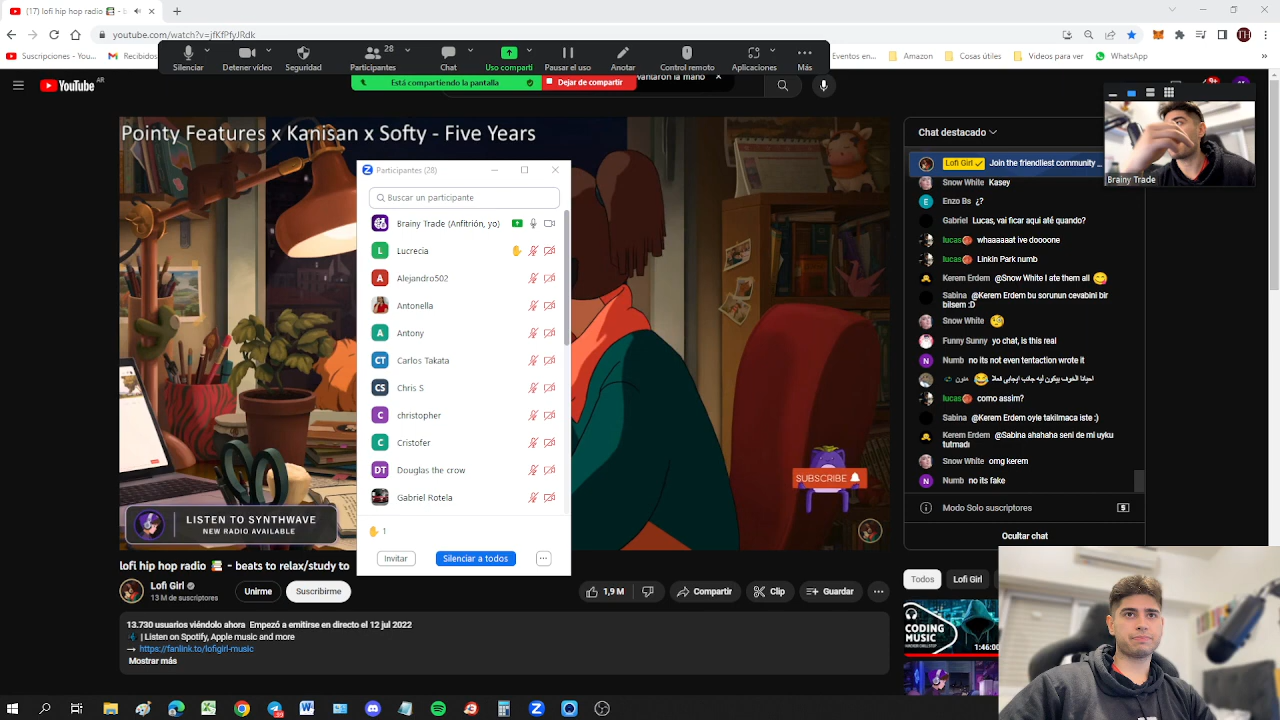 (17) lofi hip hop radio
youtube.com/watch?v=jfKfPfyJRdk
Suscripciones - You...
Recibidos
Eventos en...
Amazon
Cosas útiles
Videos para ver
WhatsApp
Silenciar
Detener video
Seguridad
Participantes
28
Chat
Uso comparti
Pausar el uso
Anotar
Control remoto
Aplicaciones
Más
Está compartiendo la pantalla
Dejar de compartir
vantaron la mano
YouTube
AR
9+
Pointy Features x Kanisan x Softy - Five Years
Participantes (28)
Buscar un participante
Brainy Trade (Anfitrión, yo)
L
Lucrecia
A
Alejandro502
Antonella
A
Antony
CT
Carlos Takata
CS
Chris S
C
christopher
C
Cristofer
DT
Douglas the crow
Gabriel Rotela
1
Invitar
Silenciar a todos
LISTEN TO SYNTHWAVE
NEW RADIO AVAILABLE
SUBSCRIBE
Chat destacado
Brainy Trade
Lofi Girl Join the friendliest community
Snow White Kasey
E
Enzo Bs ¿?
Gabriel Lucas, vai ficar aqui até quando?
lucas whaaaaaat ive dooone
lucas Linkin Park numb
Kerem Erdem @Snow White I ate them all
Sabina @Kerem Erdem bu sorunun cevabini bir
bilsem :D
Snow White
Funny Sunny yo chat, is this real
N
Numb no its not even tentaction wrote it
lucas como assim?
Sabina @Kerem Erdem oyle takilmaca iste :)
Kerem Erdem @Sabina ahahaha seni de mi uyku
tutmadı
Snow White omg kerem
N
Numb no its fake
Modo Solo suscriptores
Ocultar chat
lofi hip hop radio - beats to relax/study to
Lofi Girl
13 M de suscriptores
Unirme
Suscribirme
1,9 M
Compartir
Clip
Guardar
Todos
Lofi Girl
13.730 usuarios viéndolo ahora Empezó a emitirse en directo el 12 jul 2022
| Listen on Spotify, Apple music and more
→ https://fanlink.to/lofigirl-music
Mostrar más
CODING
MUSIC
1:46:00